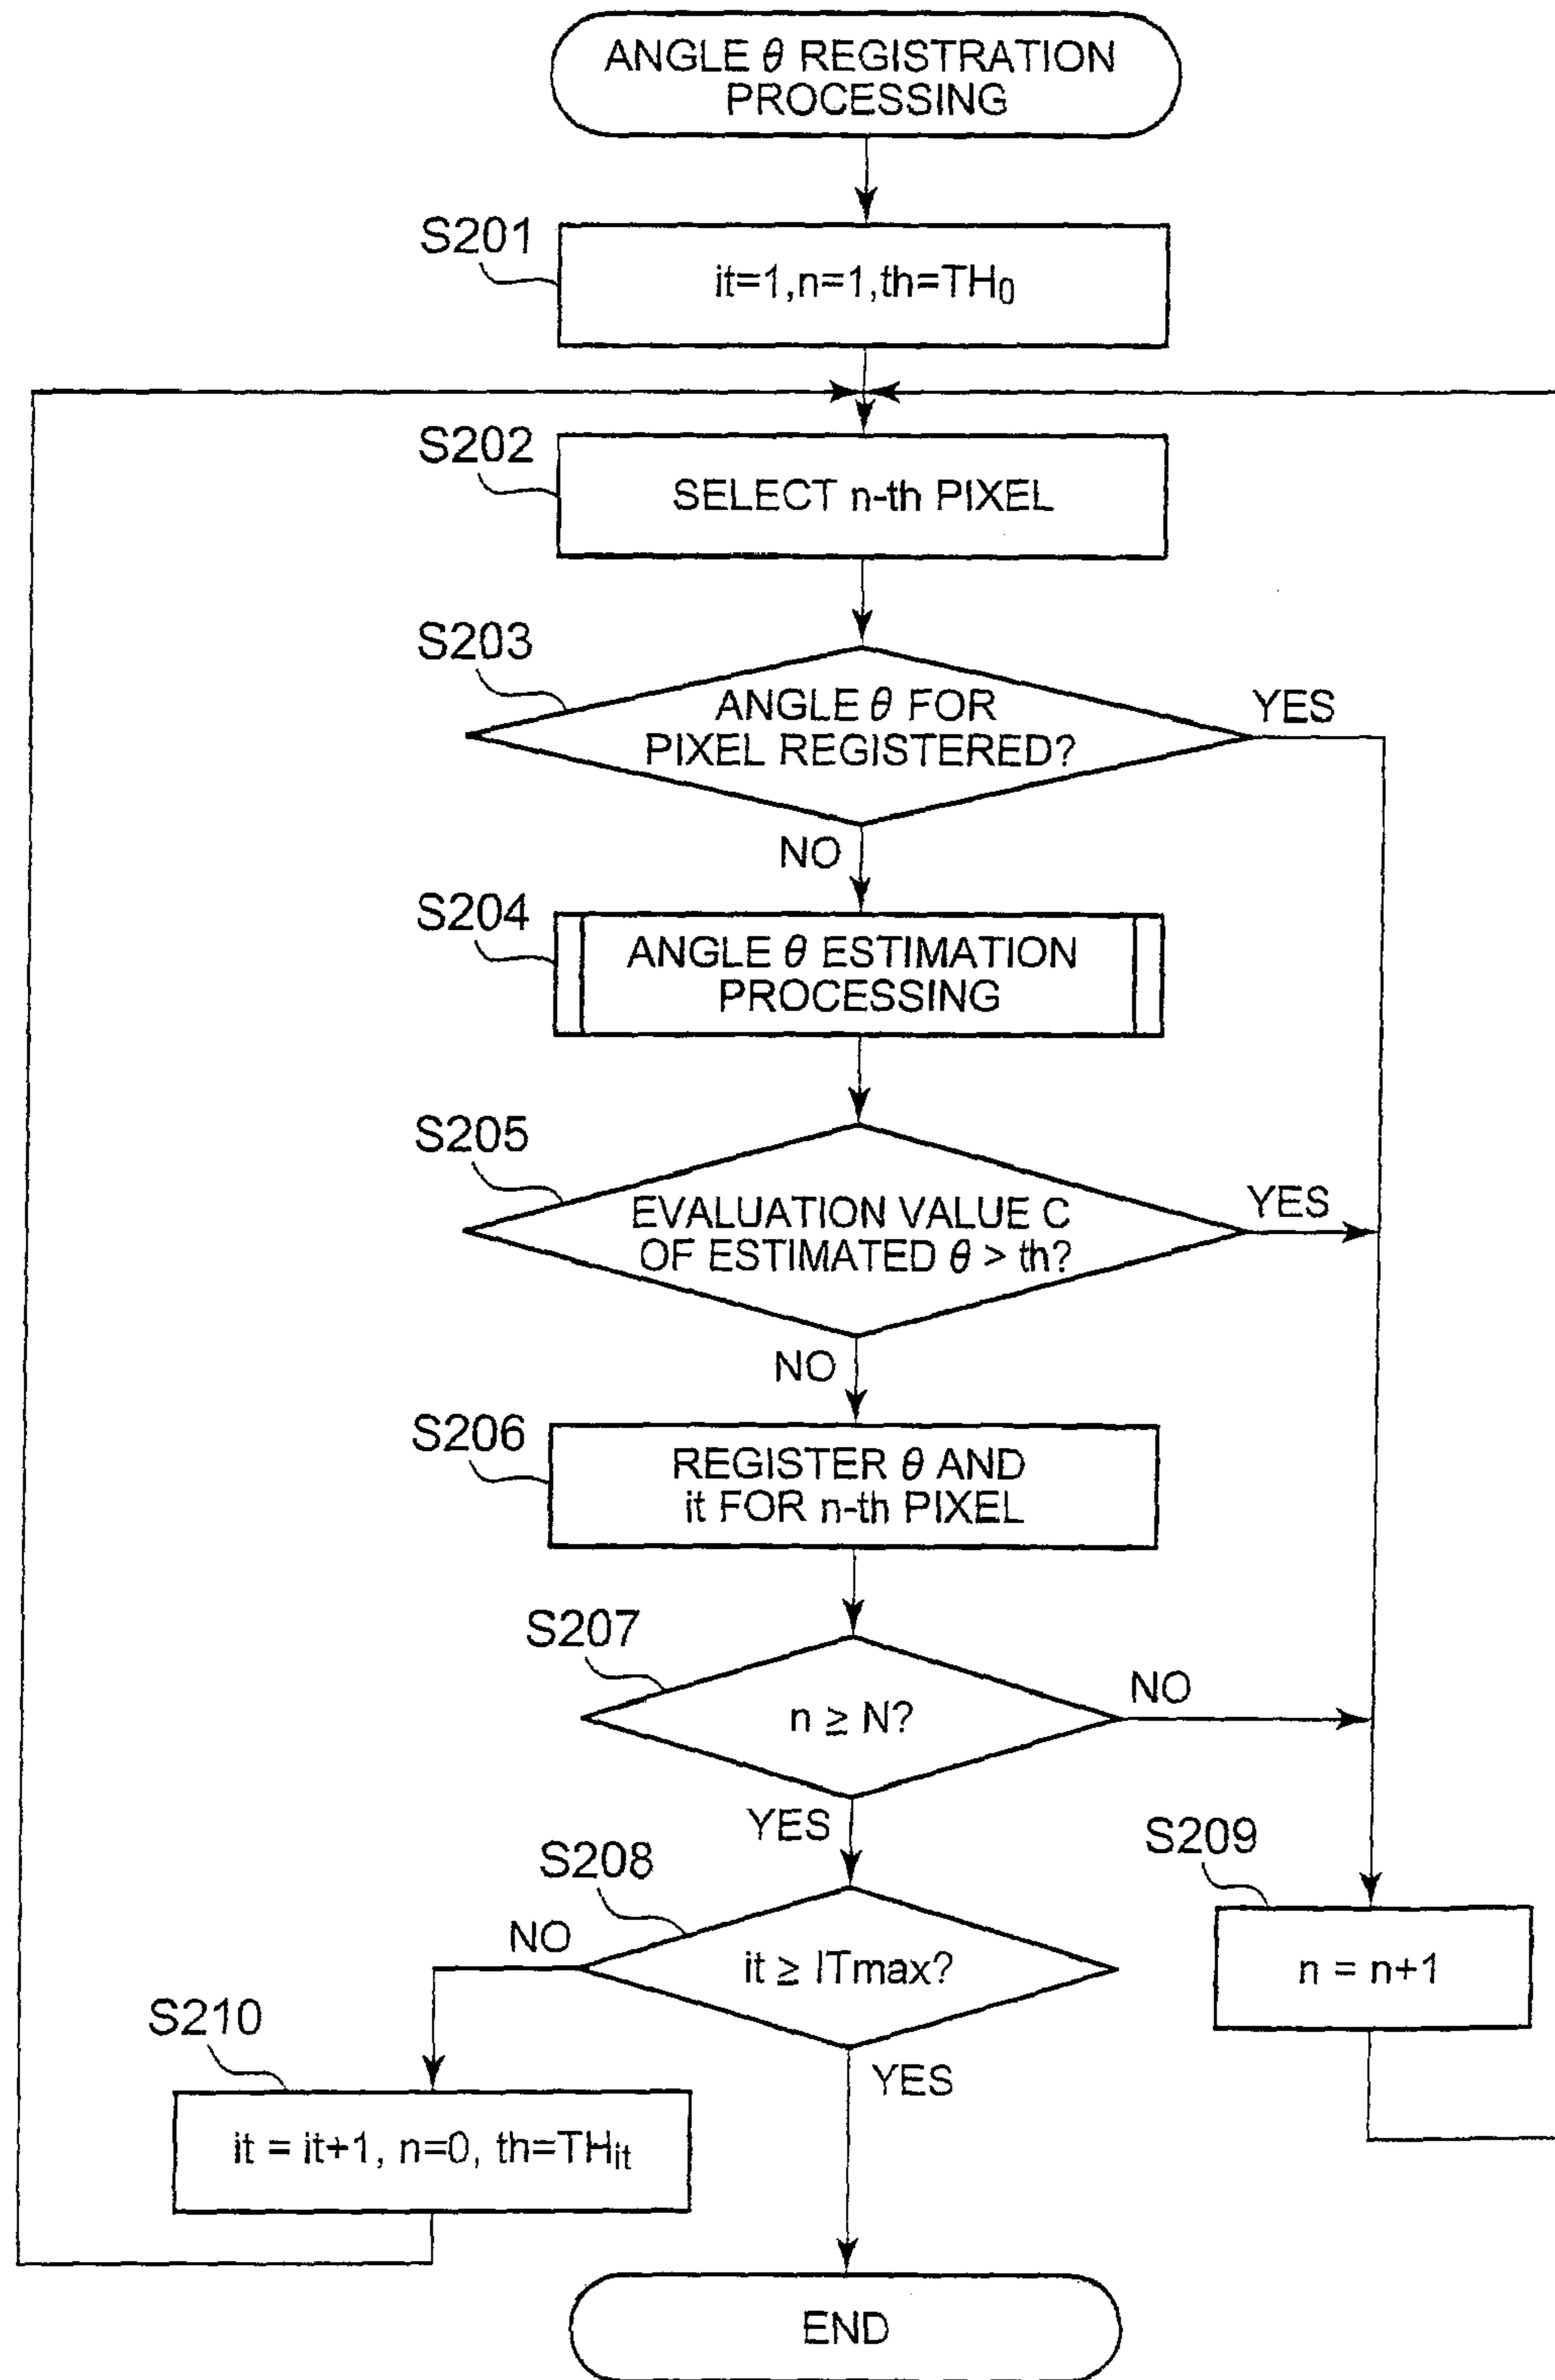 ANGLE θ REGISTRATION
PROCESSING
S201
it=1,n=1,th=TH₀
S202
SELECT n-th PIXEL
S203
ANGLE θ FOR
PIXEL REGISTERED?
YES
NO
S204
ANGLE θ ESTIMATION
PROCESSING
S205
EVALUATION VALUE C
OF ESTIMATED θ > th?
YES
NO
S206
REGISTER θ AND
it FOR n-th PIXEL
S207
n ≥ N?
NO
YES
S208
it ≥ ITmax?
NO
YES
S209
n = n+1
S210
it = it+1, n=0, th=THit
END